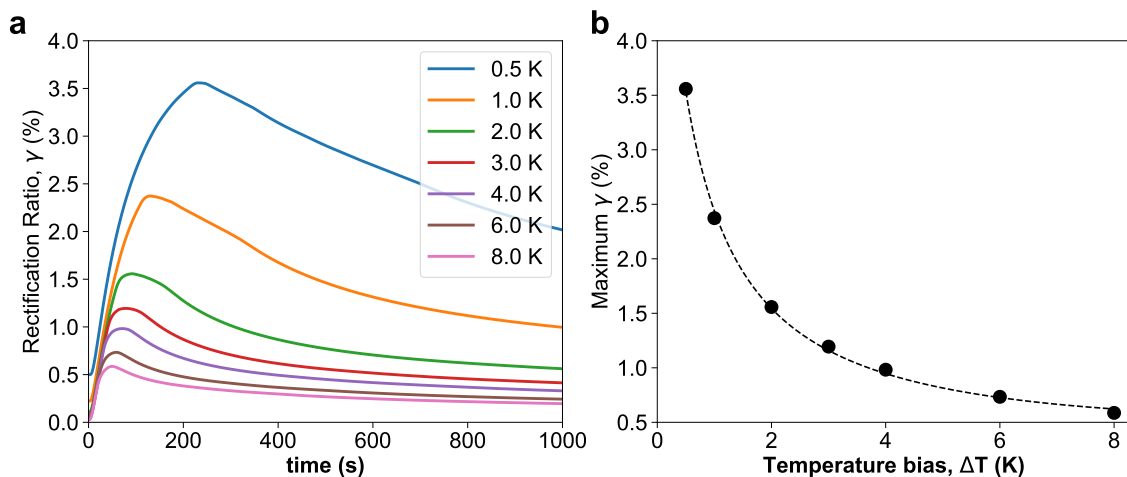 a
4.0
3.5
3.0
2.5
2.0
1.5
1.0
0.5
0.0
Rectification Ratio, γ (%)
0.5 K
1.0 K
2.0 K
3.0 K
4.0 K
6.0 K
8.0 K
0 200 400 600 800 1000
time (s)
b
4.0
3.5
3.0
2.5
2.0
1.5
1.0
0.5
Maximum γ (%)
0 2 4 6 8
Temperature bias, ΔT (K)